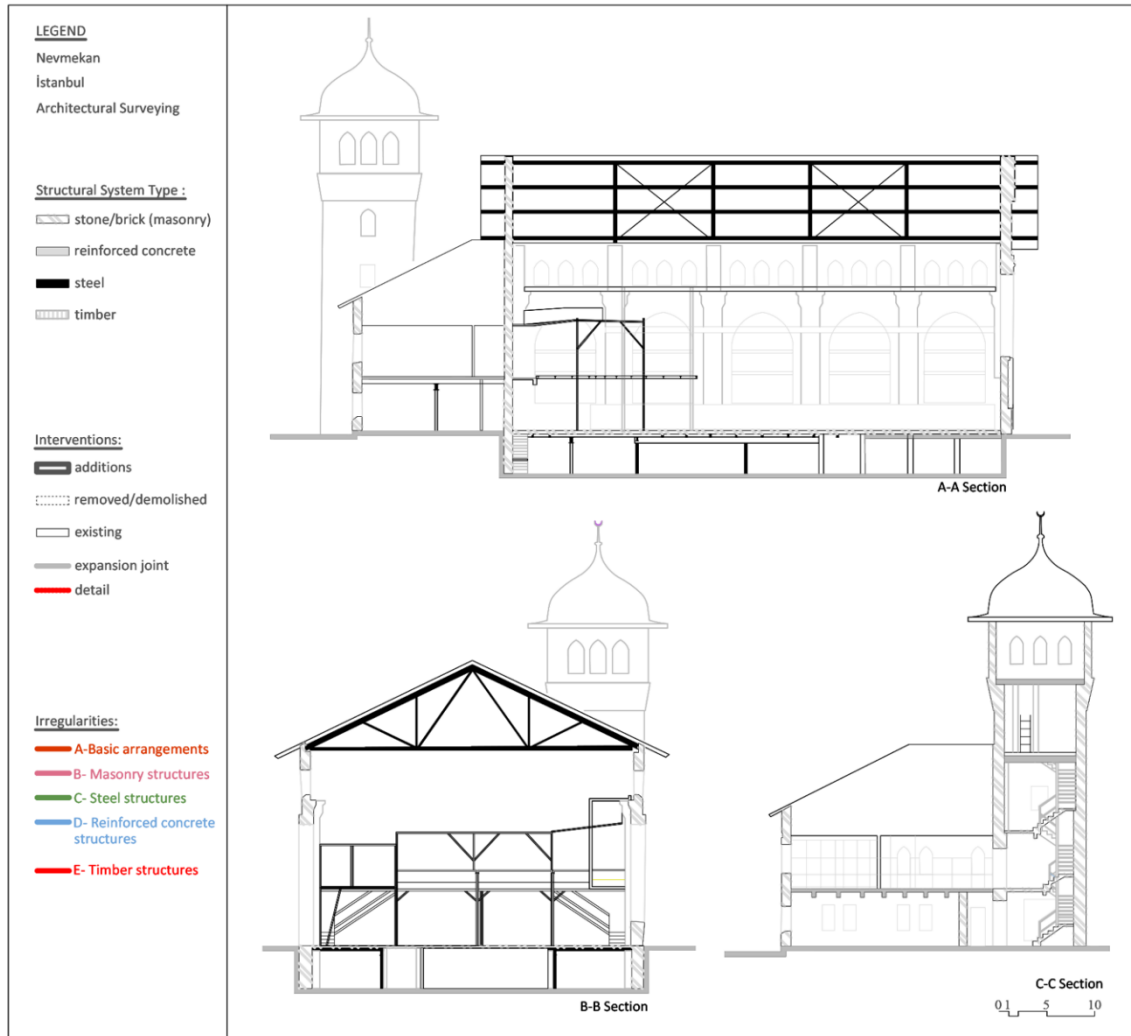 LEGEND
Nevmekan
İstanbul
Architectural Surveying
Structural System Type :
stone/brick (masonry)
reinforced concrete
steel
timber
Interventions:
additions
removed/demolished
existing
expansion joint
detail
Irregularities:
A-Basic arrangements
B- Masonry structures
C- Steel structures
D- Reinforced concrete
structures
E- Timber structures
A-A Section
B-B Section
C-C Section
0 1 5 10